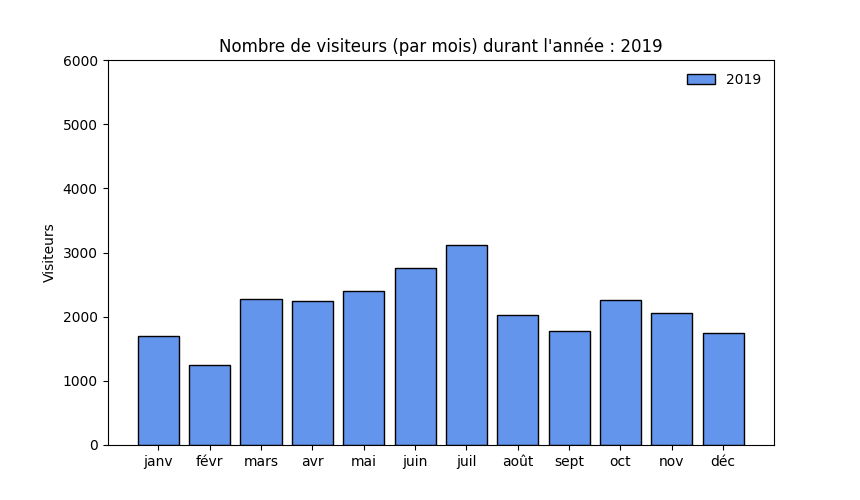 Nombre de visiteurs (par mois) durant l'année : 2019
2019
Visiteurs
6000
5000
4000
3000
2000
1000
0
janv févr mars avr mai juin juil août sept oct nov déc